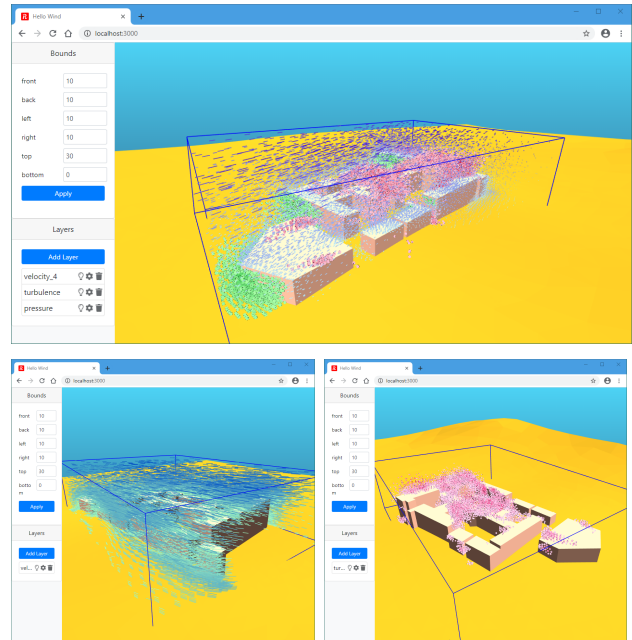 Hello Wind
localhost:3000
Bounds
front 10
back 10
left 10
right 10
top 30
bottom 0
Apply
Layers
Add Layer
velocity_4
turbulence
pressure
Hello Wind
localhost:3000
Bounds
front 10
back 10
left 10
right 10
top 30
botto 0
m
Apply
Layers
Add Layer
vel...
Hello Wind
localhost:3000
Bounds
front 10
back 10
left 10
right 10
top 30
botto 0
m
Apply
Layers
Add Layer
tur...